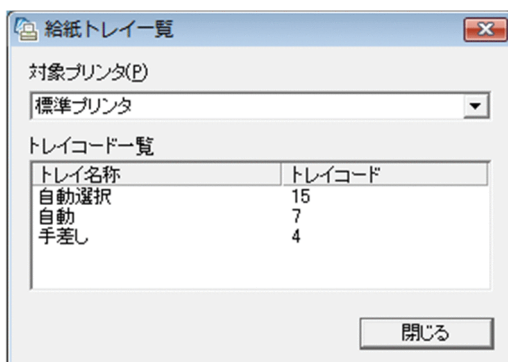 給紙トレイ一覧
対象プリンタ(P)
標準プリンタ
トレイコード一覧
トレイ名称 トレイコード
自動選択 15
自動 7
手差し 4
閉じる